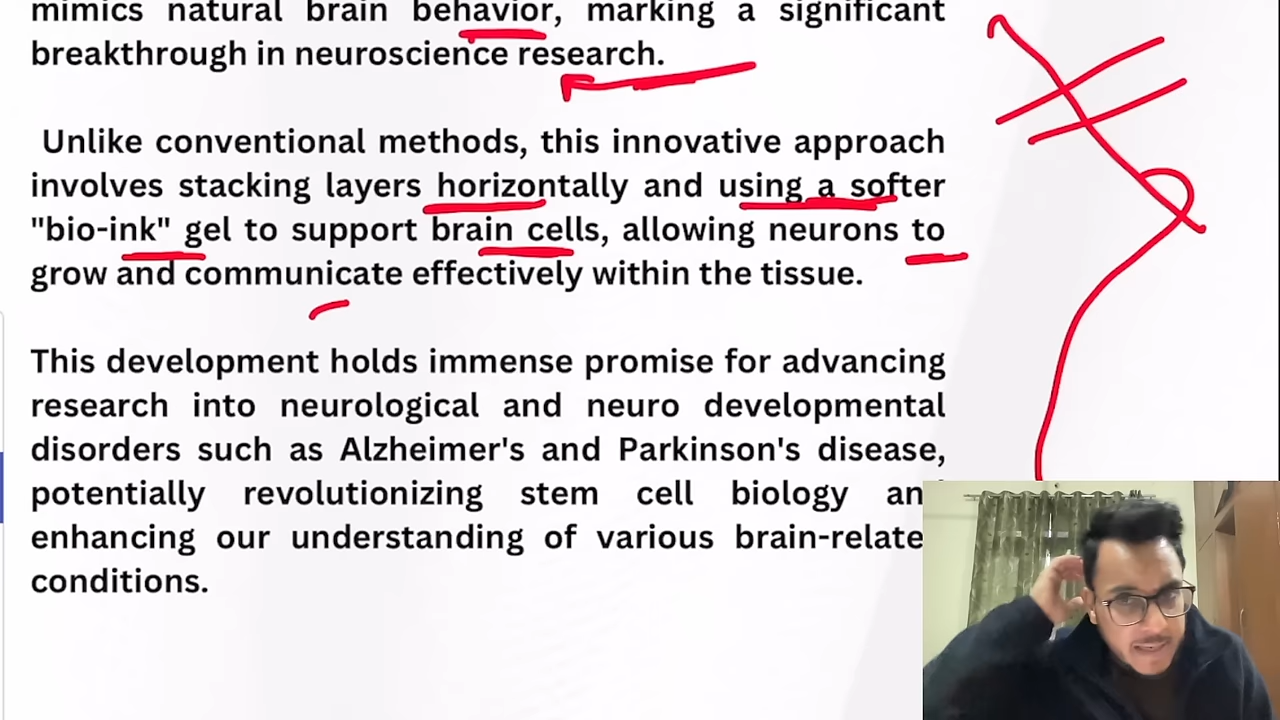 mimics natural brain behavior, marking a significant
breakthrough in neuroscience research.
Unlike conventional methods, this innovative approach
involves stacking layers horizontally and using a softer
"bio-ink" gel to support brain cells, allowing neurons to
grow and communicate effectively within the tissue.
This development holds immense promise for advancing
research into neurological and neuro developmental
disorders such as Alzheimer's and Parkinson's disease,
potentially revolutionizing stem cell biology an
enhancing our understanding of various brain-relate
conditions.